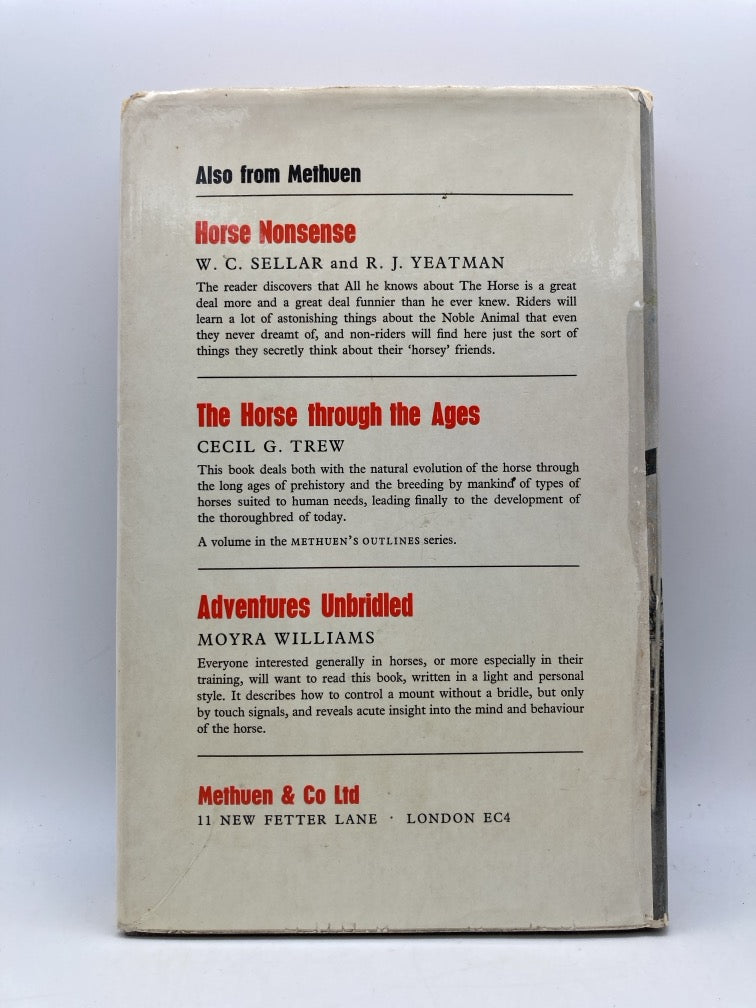 Also from Methuen
Horse Nonsense
W. C. SELLAR and R. J. YEATMAN
The reader discovers that All he knows about The Horse is a great
deal more and a great deal funnier than he ever knew. Riders will
learn a lot of astonishing things about the Noble Animal that even
they never dreamt of, and non-riders will find here just the sort of
things they secretly think about their ‘horsey’ friends.
The Horse through the Ages
CECIL G. TREW
This book deals both with the natural evolution of the horse through
the long ages of prehistory and the breeding by mankind of types of
horses suited to human needs, leading finally to the development of
the thoroughbred of today.
A volume in the METHUEN’S OUTLINES series.
Adventures Unbridled
MOYRA WILLIAMS
Everyone interested generally in horses, or more especially in their
training, will want to read this book, written in a light and personal
style. It describes how to control a mount without a bridle, but only
by touch signals, and reveals acute insight into the mind and behaviour
of the horse.
Methuen & Co Ltd
11 NEW FETTER LANE · LONDON EC4